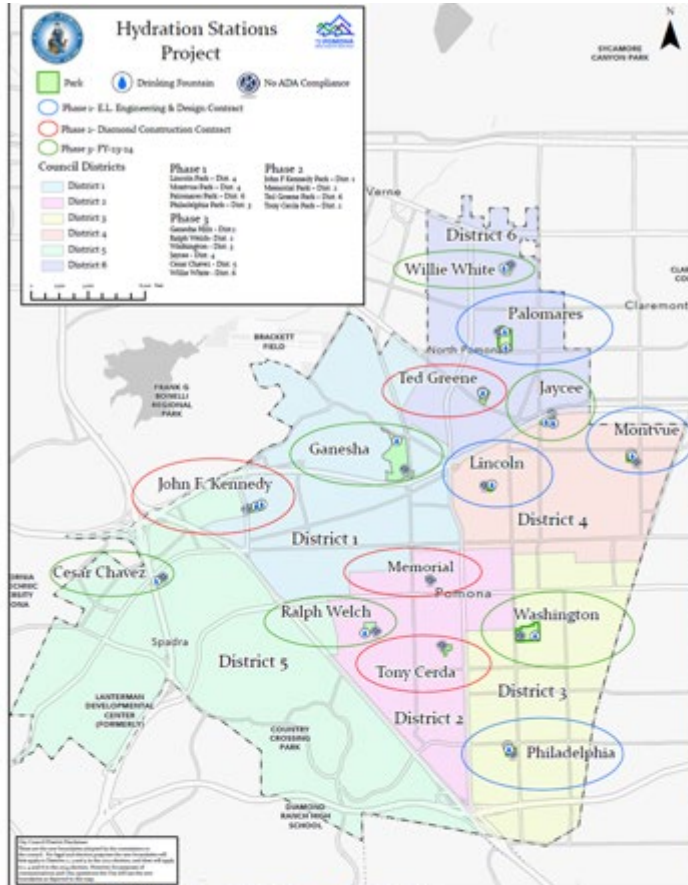 Hydration Stations
Project
Park
Drinking Fountain
No ADA Compliance
Phase 1- E.L. Engineering & Design Contract
Phase 2- Diamond Construction Contract
Phase 3- FY-23-24
Council Districts
District 1
District 2
District 3
District 4
District 5
District 6
Phase 1
Lincoln Park - Dist. 4
Montvue Park - Dist. 4
Palomares Park - Dist. 6
Philadelphia Park - Dist. 3
Phase 2
John F Kennedy Park - Dist. 1
Memorial Park - Dist. 2
Ted Greene Park - Dist. 6
Tony Cerda Park - Dist. 2
Phase 3
Ganesha Hills - Dist 1
Ralph Welch - Dist. 2
Washington - Dist. 3
Jaycee - Dist. 4
Cesar Chavez - Dist. 5
Willie White - Dist. 6
N
SYCAMORE
CANYON PARK
Verne
District 6
Willie White
Claremont
Palomares
North Pomona
BRACKETT
FIELD
Ted Greene
Jaycee
FRANK G
BONELLI
REGIONAL
PARK
Montvue
Ganesha
Lincoln
John F. Kennedy
District 4
District 1
Memorial
Cesar Chavez
Pomona
Ralph Welch
Washington
Spadra
District 5
Tony Cerda
District 3
LANTERMAN
DEVELOPMENTAL
CENTER
(FORMERLY)
District 2
COUNTRY
CROSSING
PARK
Philadelphia
DIAMOND
RANCH HIGH
SCHOOL